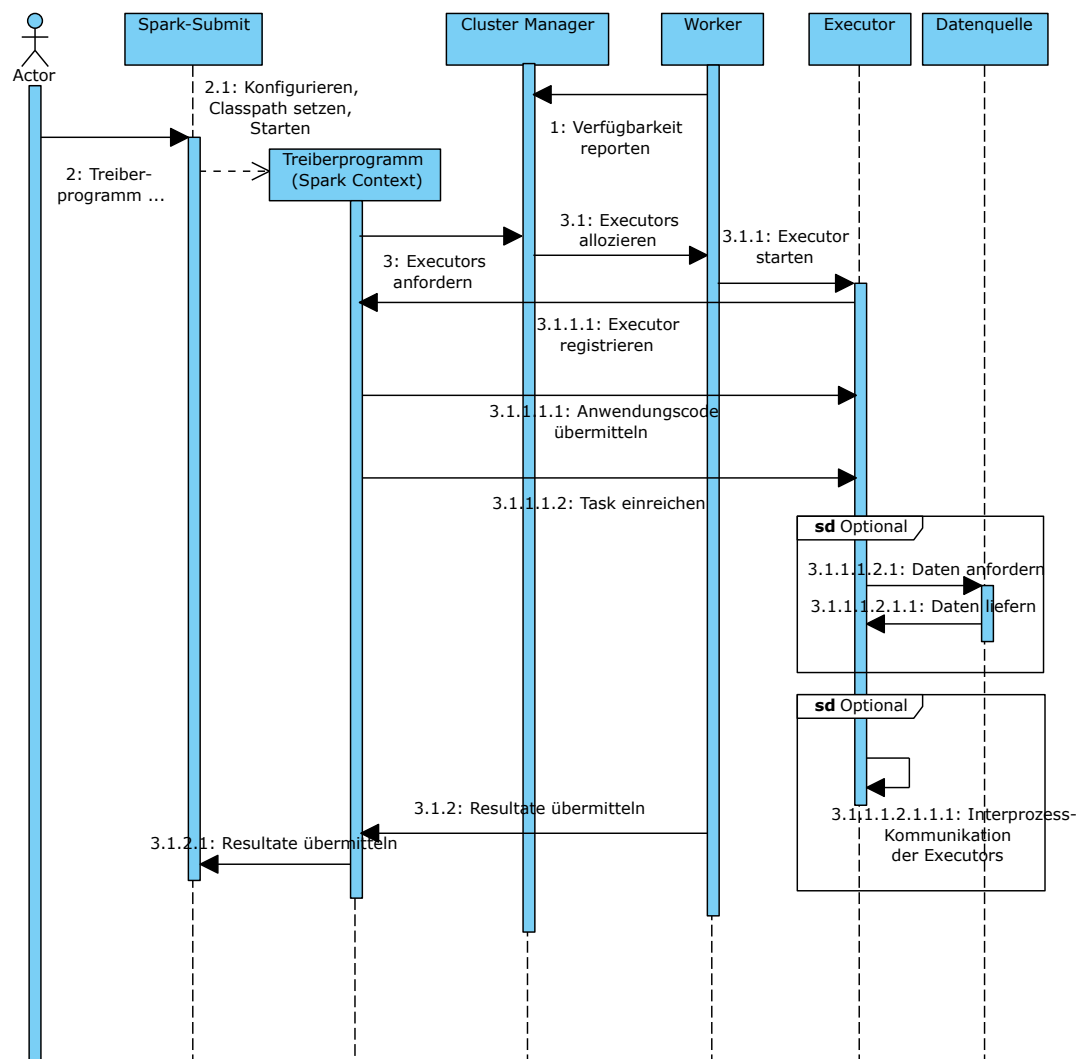 Spark-Submit
Cluster Manager
Worker
Executor
Datenquelle
Actor
2.1: Konfigurieren,
Classpath setzen,
Starten
1: Verfügbarkeit
reporten
Treiberprogramm
(Spark Context)
2: Treiber-
programm ...
3.1: Executors
allozieren
3.1.1: Executor
starten
3: Executors
anfordern
3.1.1.1: Executor
registrieren
3.1.1.1.1: Anwendungscode
übermitteln
3.1.1.1.2: Task einreichen
sd Optional
3.1.1.1.2.1: Daten anfordern
3.1.1.1.2.1.1: Daten liefern
sd Optional
3.1.1.1.2.1.1.1: Interprozess-
Kommunikation
der Executors
3.1.2: Resultate übermitteln
3.1.2.1: Resultate übermitteln